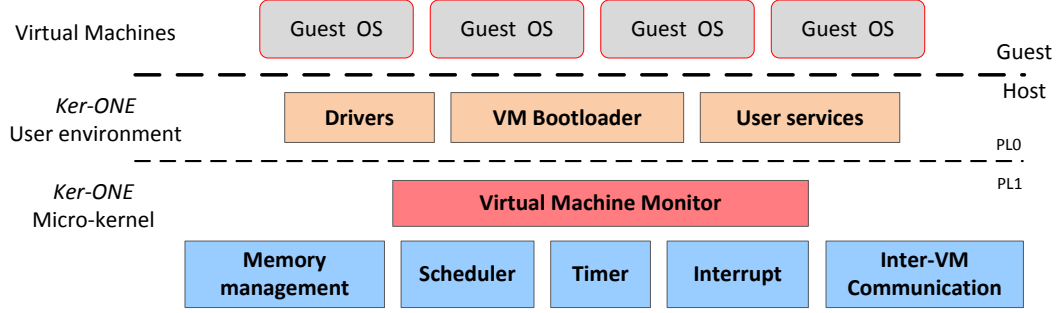 Virtual Machines
Guest OS
Guest OS
Guest OS
Guest OS
Guest
Host
Ker-ONE
User environment
Drivers
VM Bootloader
User services
PL0
PL1
Ker-ONE
Micro-kernel
Virtual Machine Monitor
Memory
management
Scheduler
Timer
Interrupt
Inter-VM
Communication